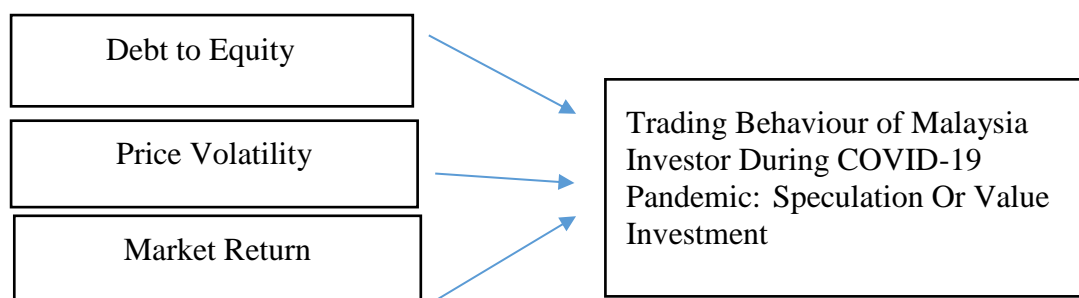 Debt to Equity
Price Volatility
Market Return
Trading Behaviour of Malaysia
Investor During COVID-19
Pandemic: Speculation Or Value
Investment